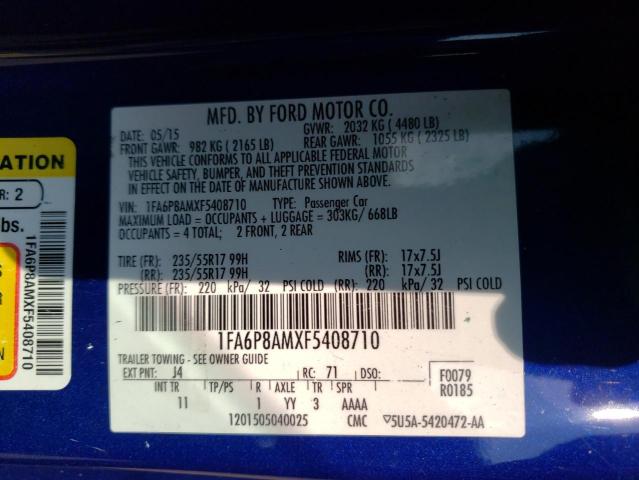 MFD. BY FORD MOTOR CO.
DATE: 05/15 GVWR: 2032 KG ( 4480 LB)
FRONT GAWR: 982 KG ( 2165 LB) REAR GAWR: 1055 KG ( 2325 LB)
THIS VEHICLE CONFORMS TO ALL APPLICABLE FEDERAL MOTOR
VEHICLE SAFETY, BUMPER, AND THEFT PREVENTION STANDARDS
IN EFFECT ON THE DATE OF MANUFACTURE SHOWN ABOVE.
VIN: 1FA6P8AMXF5408710 TYPE: Passenger Car
MAXIMUM LOAD = OCCUPANTS + LUGGAGE = 303KG/ 668LB
OCCUPANTS = 4 TOTAL; 2 FRONT, 2 REAR
TIRE (FR): 235/55R17 99H RIMS (FR): 17x7.5J
(RR): 235/55R17 99H (RR): 17x7.5J
PRESSURE (FR): 220 kPa/ 32 PSI COLD (RR): 220 kPa/ 32 PSI COLD
1FA6P8AMXF5408710
TRAILER TOWING - SEE OWNER GUIDE
EXT PNT: J4 RC: 71 DSO: F0079
R0185
INT TR TP/PS R AXLE TR SPR
11 1 YY 3 AAAA
1201505040025 CMC 5U5A-5420472-AA
ATION
R: 2
bs.
1FA6P8AMXF5408710
S
R
N